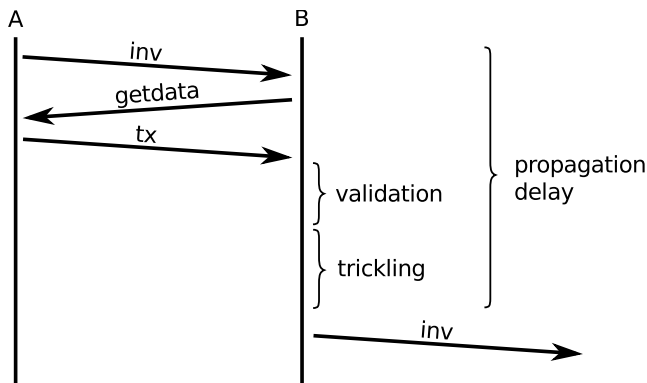 A
B
inv
getdata
tx
validation
trickling
propagation
delay
inv